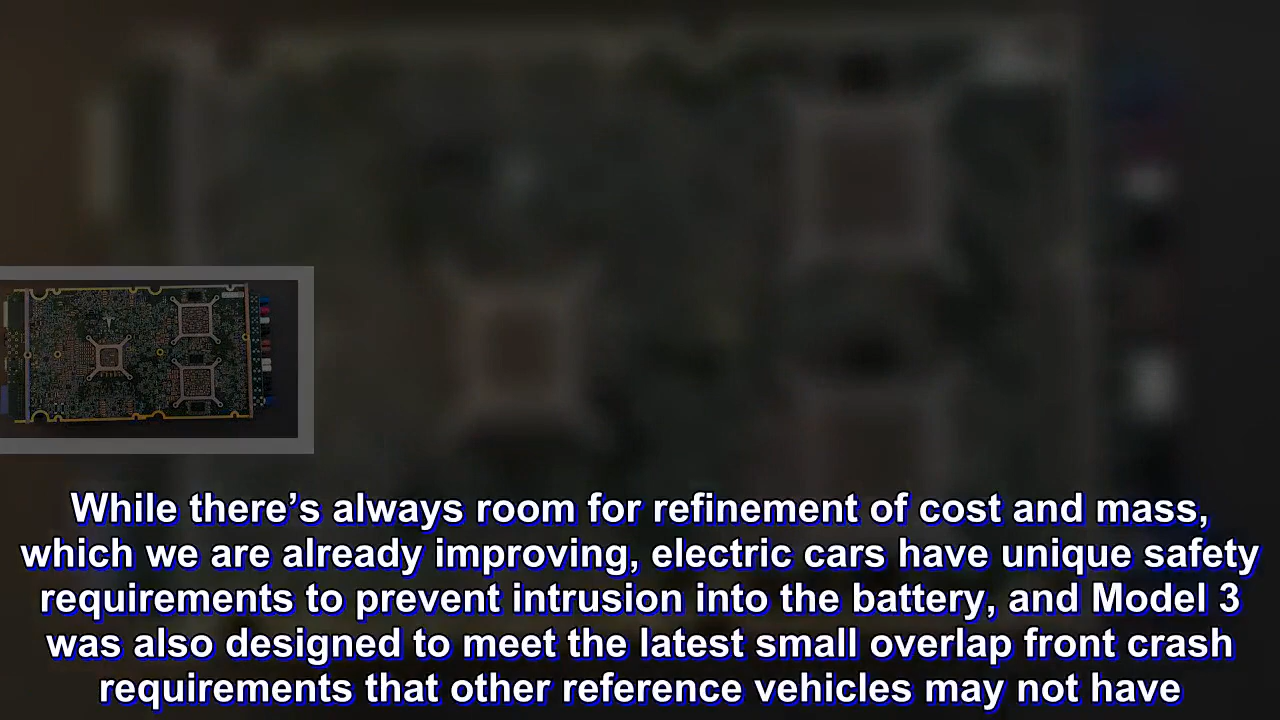 While there’s always room for refinement of cost and mass,
which we are already improving, electric cars have unique safety
requirements to prevent intrusion into the battery, and Model 3
was also designed to meet the latest small overlap front crash
requirements that other reference vehicles may not have